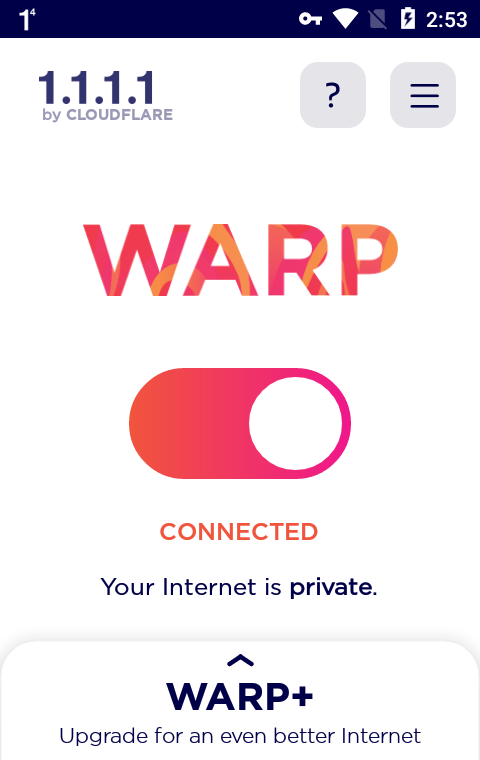 1⁴ 2:53
1.1.1.1
by CLOUDFLARE
?
WARP
CONNECTED
Your Internet is private.
WARP+
Upgrade for an even better Internet